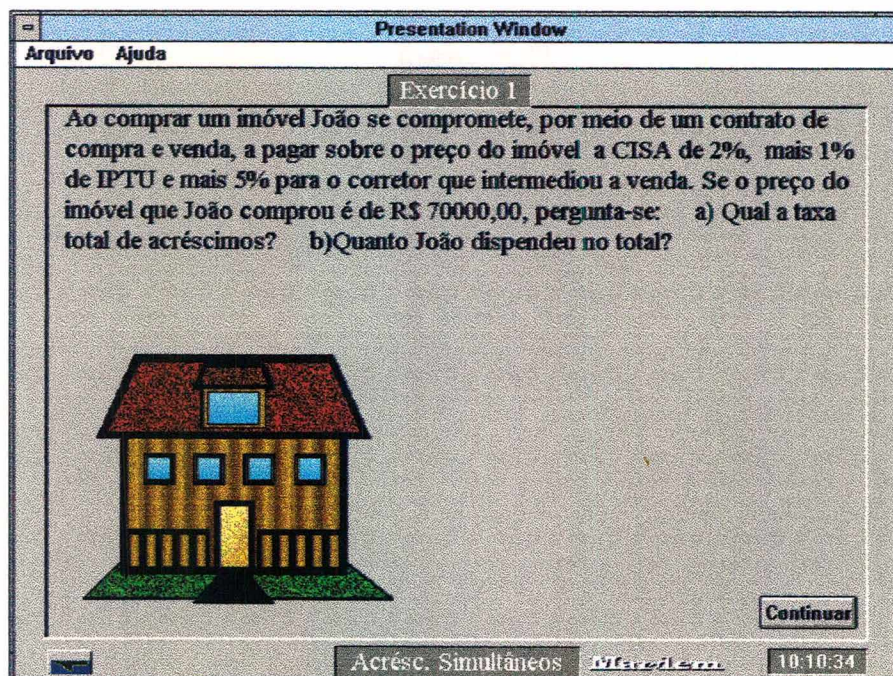 Presentation Window
Arquivo Ajuda
Exercício 1
Ao comprar um imóvel João se compromete, por meio de um contrato de
compra e venda, a pagar sobre o preço do imóvel a CISA de 2%, mais 1%
de IPTU e mais 5% para o corretor que intermediou a venda. Se o preço do
imóvel que João comprou é de R$ 70000,00, pergunta-se: a) Qual a taxa
total de acréscimos? b)Quanto João dispendeu no total?
Continuar
Acrésc. Simultâneos 10:10:34